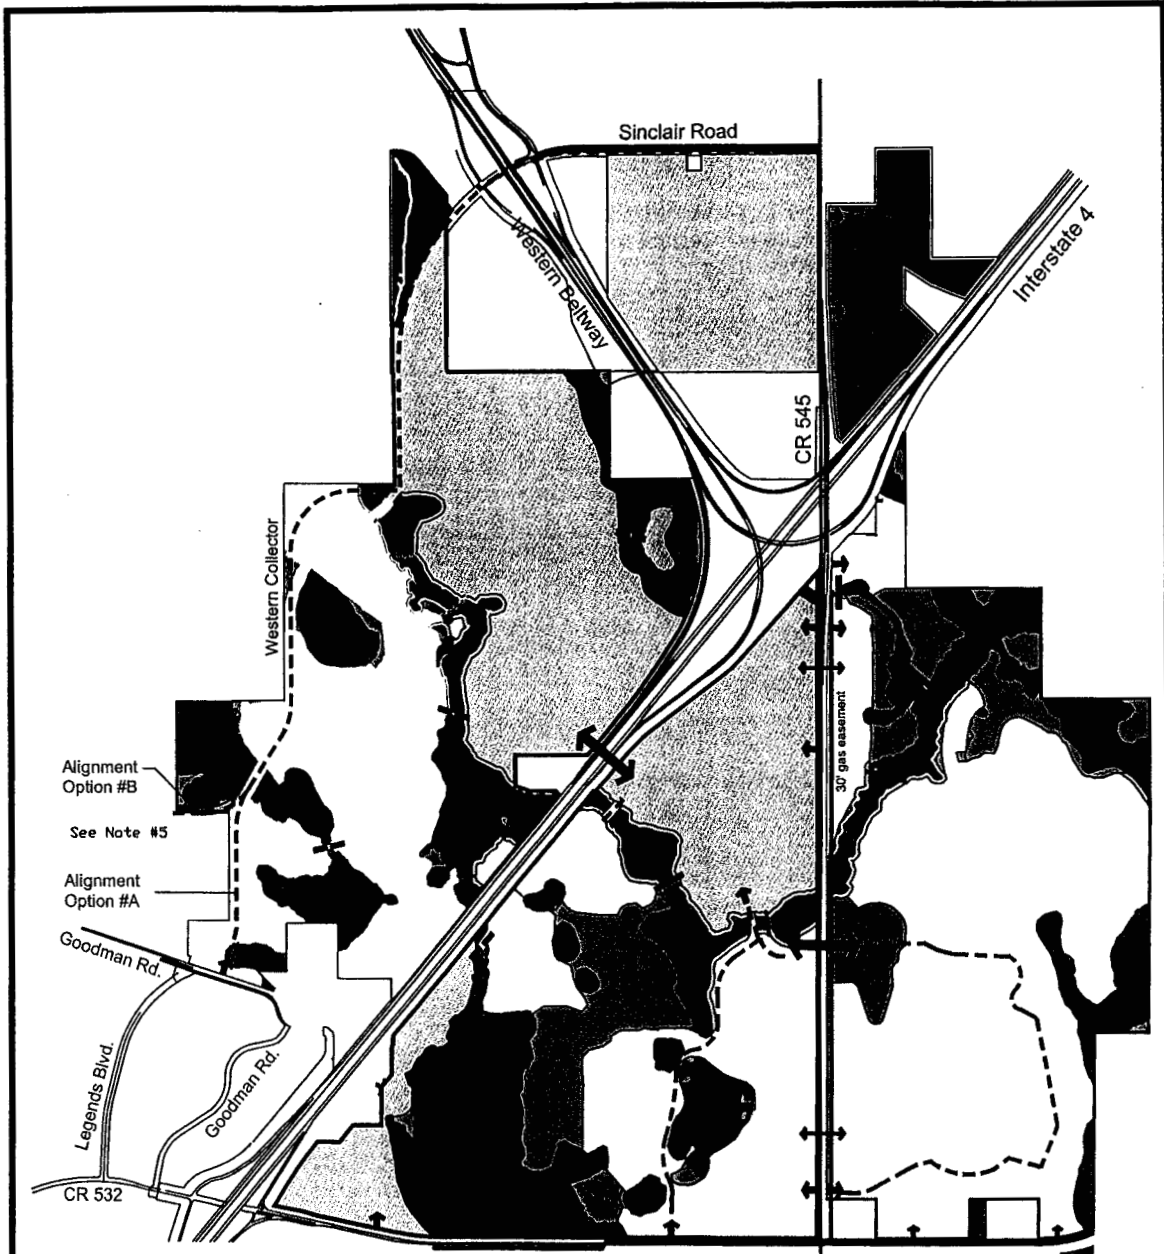 Sinclair Road
Interstate 4
Western Beltway
CR 545
Western Collector
30' gas easement
Alignment
Option #B
See Note #5
Alignment
Option #A
Goodman Rd.
Legends Blvd.
Goodman Rd.
CR 532